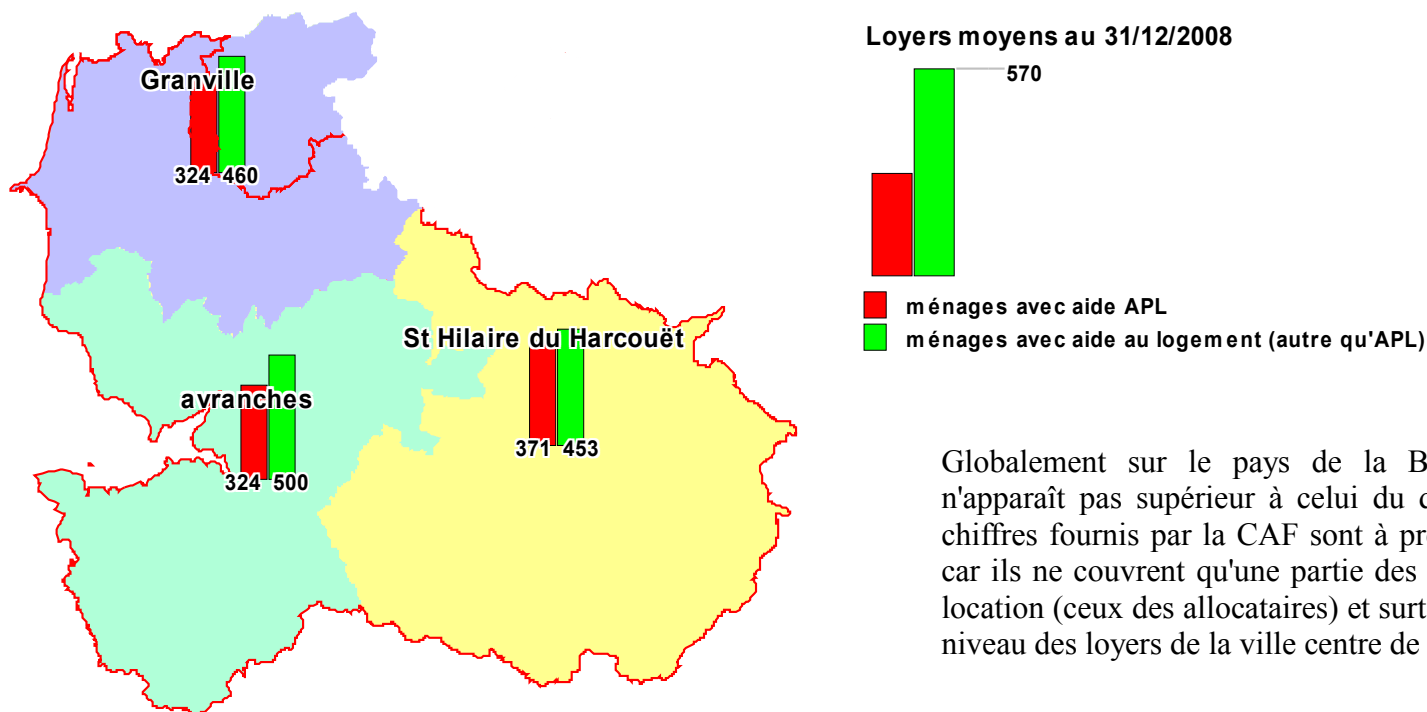 Loyers moyens au 31/12/2008
570
ménages avec aide APL
ménages avec aide au logement (autre qu'APL)
Granville
324 460
St Hilaire du Harcouët
371 453
avranches
324 500
Globalement sur le pays de la B
n'apparaît pas supérieur à celui du
chiffres fournis par la CAF sont à
car ils ne couvrent qu'une partie des
location (ceux des allocataires) et
niveau des loyers de la ville centre de